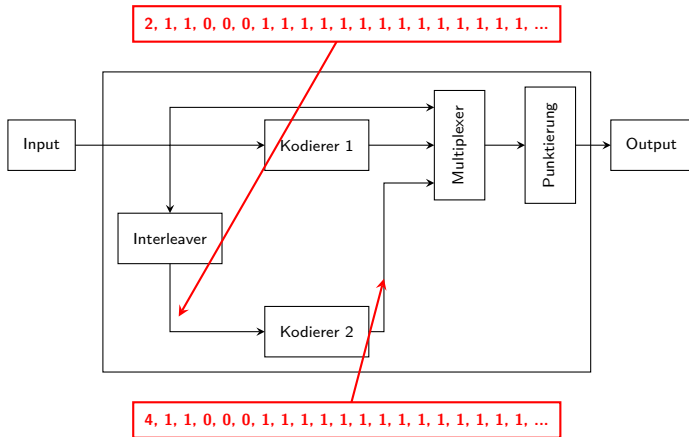 2, 1, 1, 0, 0, 0, 1, 1, 1, 1, 1, 1, 1, 1, 1, 1, 1, 1, 1, 1, ...
Input
Kodierer 1
Multiplexer
Punktierung
Output
Interleaver
Kodierer 2
4, 1, 1, 0, 0, 0, 1, 1, 1, 1, 1, 1, 1, 1, 1, 1, 1, 1, 1, 1, ...